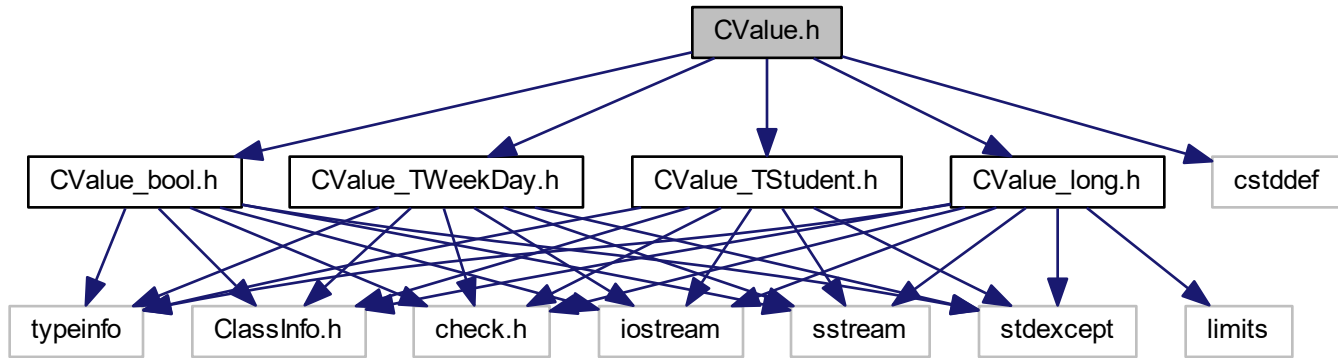 CValue.h
CValue_bool.h
CValue_TWeekDay.h
CValue_TStudent.h
CValue_long.h
cstddef
typeinfo
ClassInfo.h
check.h
iostream
sstream
stdexcept
limits